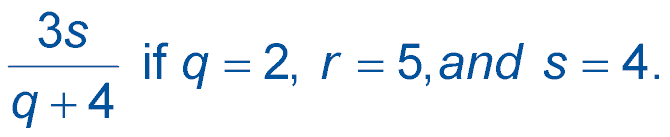 3s/(q + 4) if q = 2, r = 5, and s = 4.